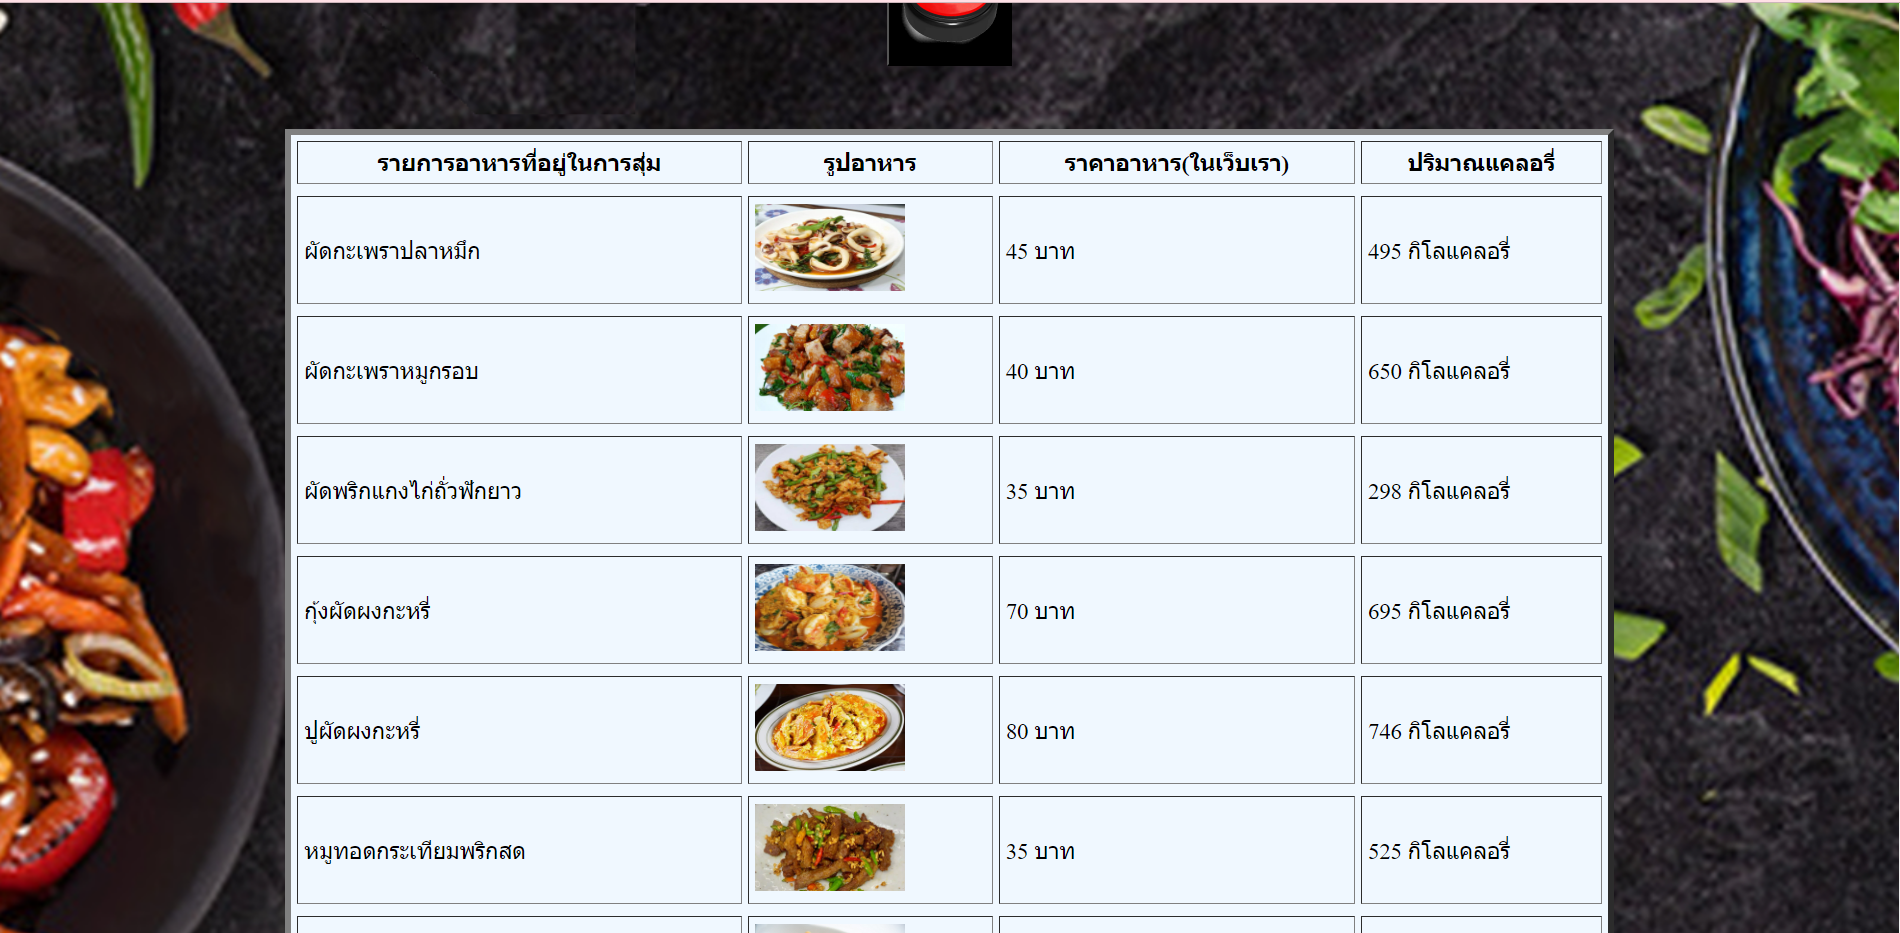 รายการอาหารที่อยู่ในการสุ่ม รูปอาหาร ราคาอาหาร(ในเว็บเรา) ปริมาณแคลอรี่
ผัดกะเพราปลาหมึก 45 บาท 495 กิโลแคลอรี่
ผัดกะเพราหมูกรอบ 40 บาท 650 กิโลแคลอรี่
ผัดพริกแกงไก่ถั่วฟักยาว 35 บาท 298 กิโลแคลอรี่
กุ้งผัดผงกะหรี่ 70 บาท 695 กิโลแคลอรี่
ปูผัดผงกะหรี่ 80 บาท 746 กิโลแคลอรี่
หมูทอดกระเทียมพริกสด 35 บาท 525 กิโลแคลอรี่